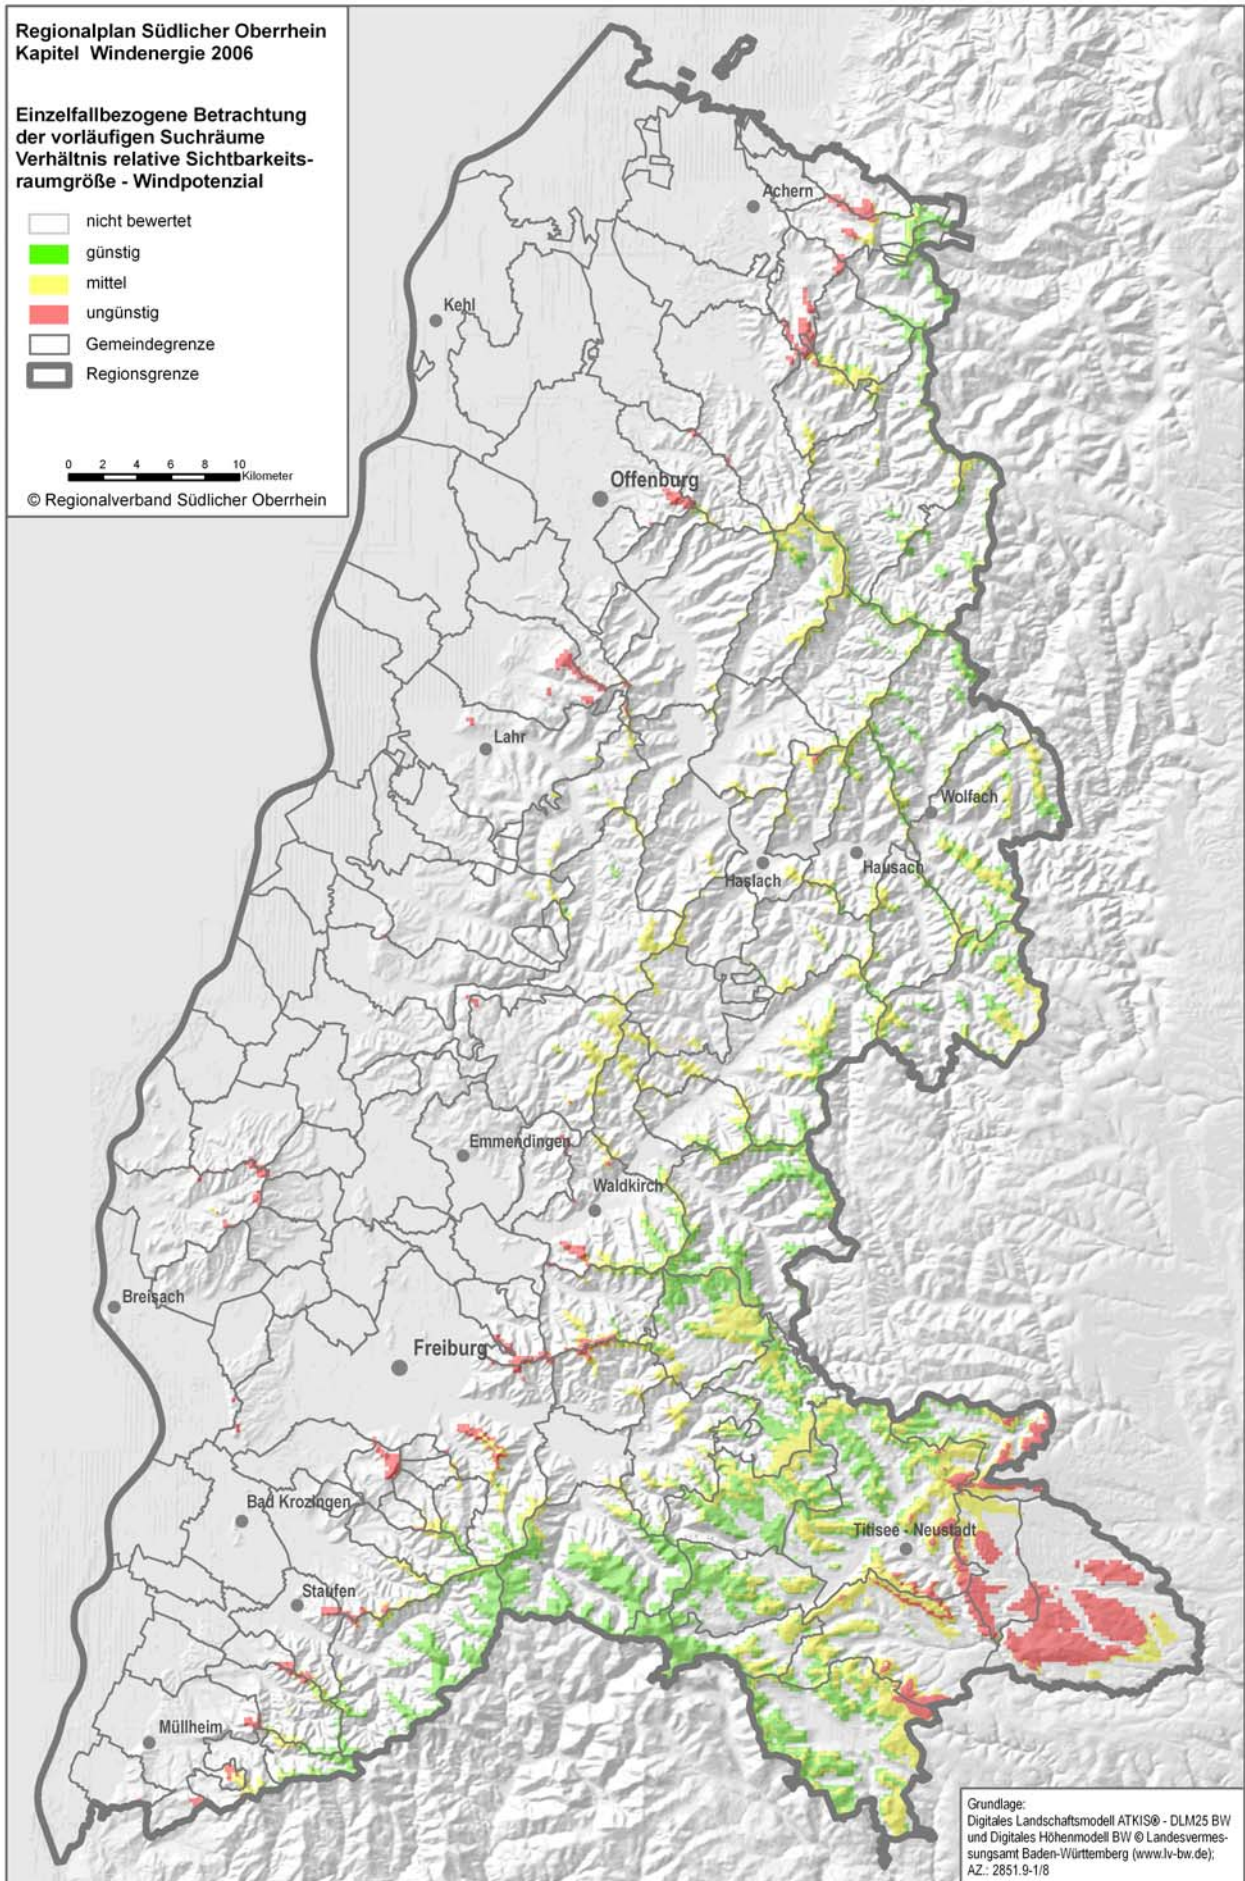 Regionalplan Südlicher Oberrhein
Kapitel Windenergie 2006
Einzelfallbezogene Betrachtung
der vorläufigen Suchräume
Verhältnis relative Sichtbarkeits-
raumgröße - Windpotenzial
nicht bewertet
günstig
mittel
ungünstig
Gemeindegrenze
Regionsgrenze
0 2 4 6 8 10
Kilometer
© Regionalverband Südlicher Oberrhein
Achern
Kehl
Offenburg
Lahr
Wolfach
Haslach
Hausach
Emmendingen
Waldkirch
Breisach
Freiburg
Bad Krozingen
Titisee - Neustadt
Staufen
Müllheim
Grundlage:
Digitales Landschaftsmodell ATKIS® - DLM25 BW
und Digitales Höhenmodell BW © Landesvermes-
sungsamt Baden-Württemberg (www.lv-bw.de);
AZ.: 2851.9-1/8